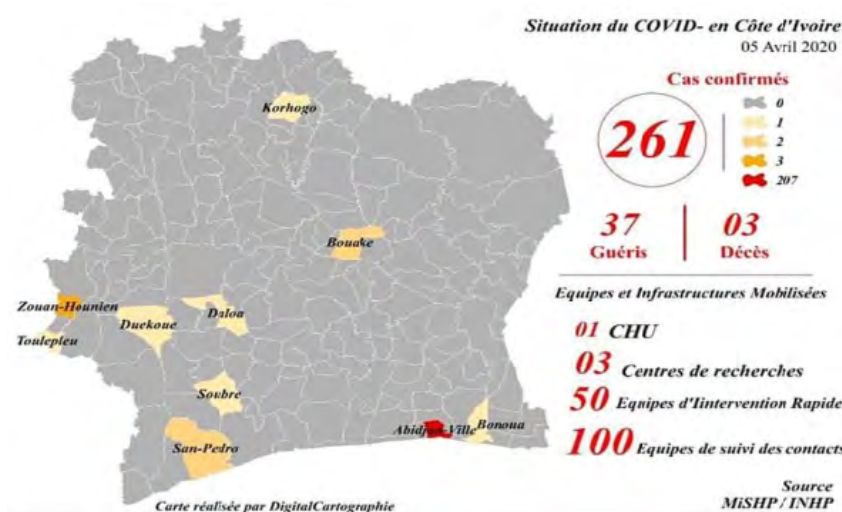 Situation du COVID- en Côte d'Ivoire
05 Avril 2020
Cas confirmés
261
0
1
2
3
207
37
Guéris
03
Décès
Equipes et Infrastructures Mobilisées
01 CHU
03 Centres de recherches
50 Equipes d'Iintervention Rapide
100 Equipes de suivi des contacts
Source
MiSHP / INHP
Korhogo
Bouake
Zouan-Hounien
Duekoue
Daloa
Toulepleu
Soubre
San-Pedro
Abidjan-Ville
Bonoua
Carte réalisée par DigitalCartographie